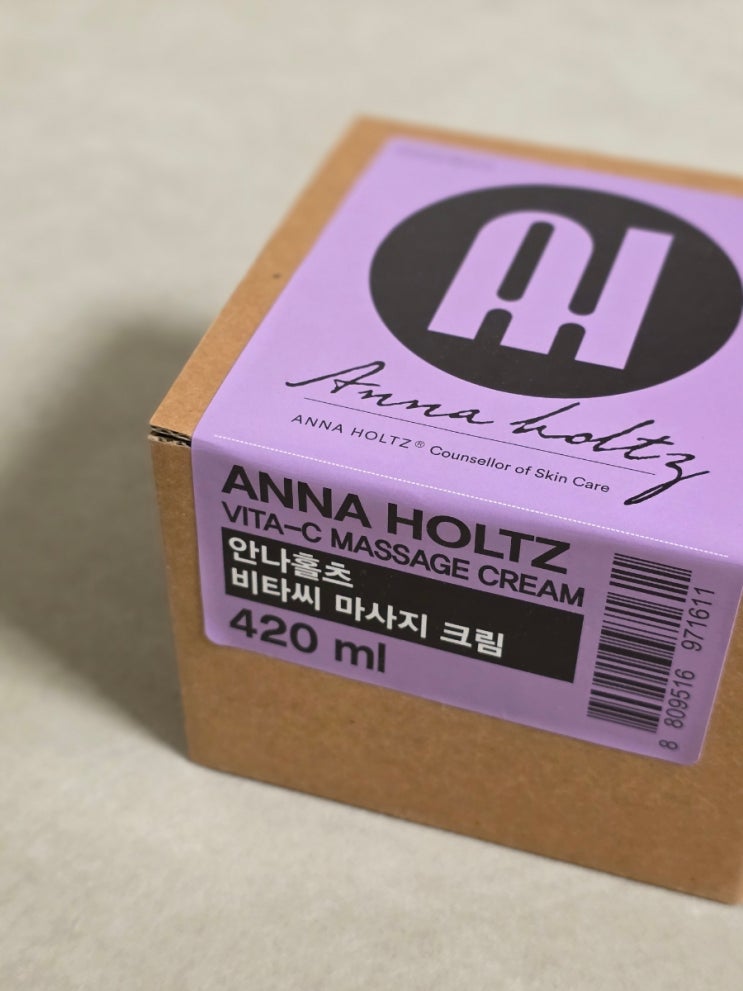 AH
Anna holtz
ANNA HOLTZ® Counsellor of Skin Care
ANNA HOLTZ
VITA-C MASSAGE CREAM
안나홀츠
비타씨 마사지 크림
420 ml
8 809516 971611